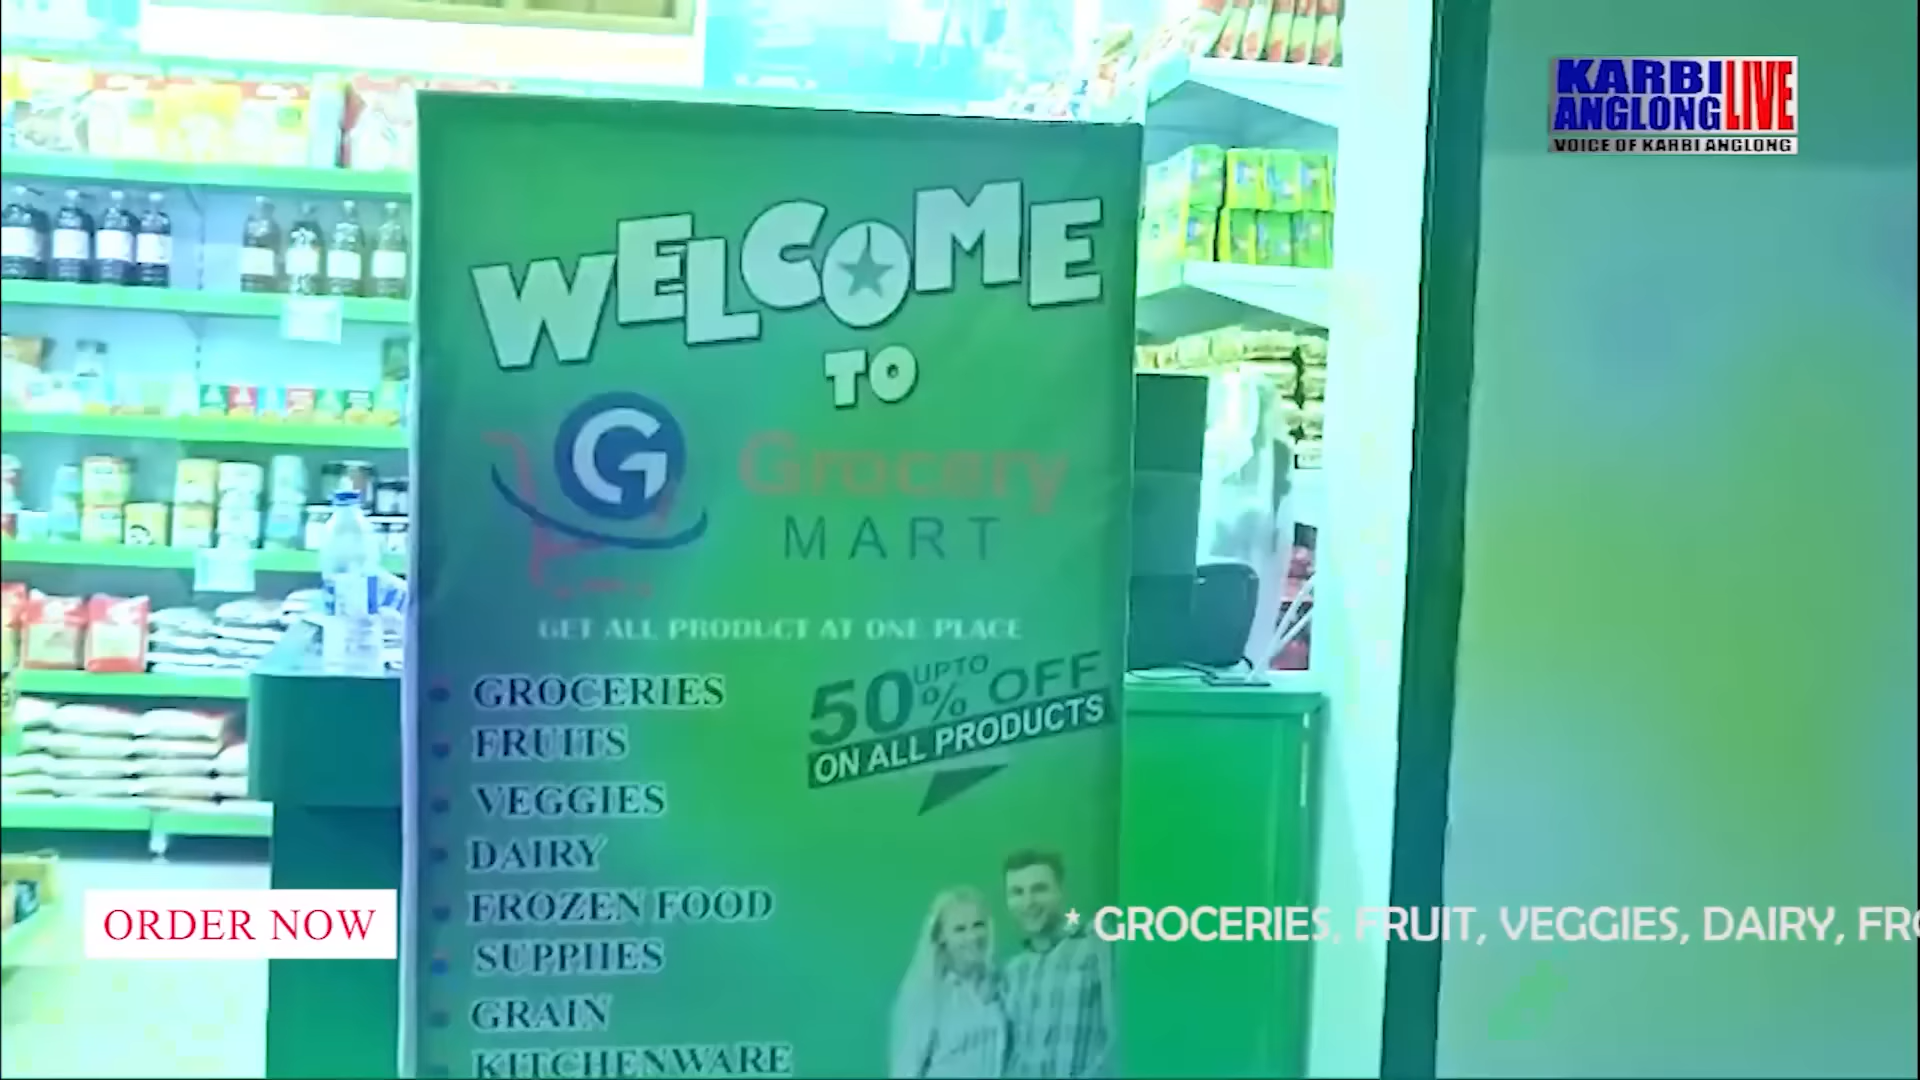 KARBI
ANGLONG LIVE
VOICE OF KARBI ANGLONG
WELCOME
TO
G
Grocery
MART
GET ALL PRODUCT AT ONE PLACE
UPTO
50% OFF
ON ALL PRODUCTS
GROCERIES
FRUITS
VEGGIES
DAIRY
FROZEN FOOD
SUPPIIES
GRAIN
KITCHENWARE
ORDER NOW
* GROCERIES, FRUIT, VEGGIES, DAIRY, FRO